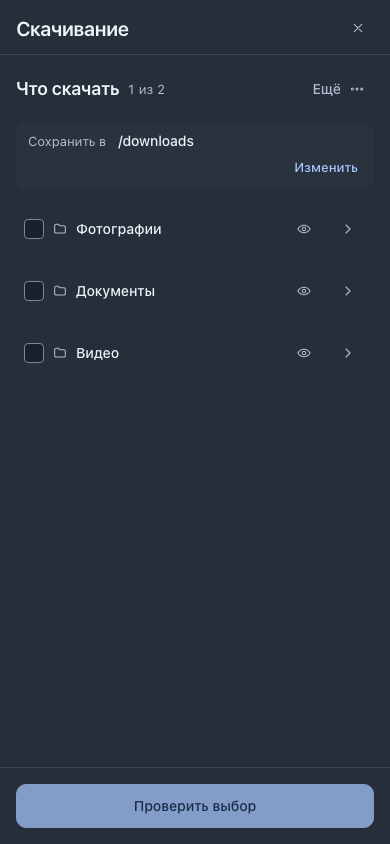 Скачивание
Что скачать 1 из 2 Ещё
Сохранить в /downloads
Изменить
Фотографии
Документы
Видео
Проверить выбор